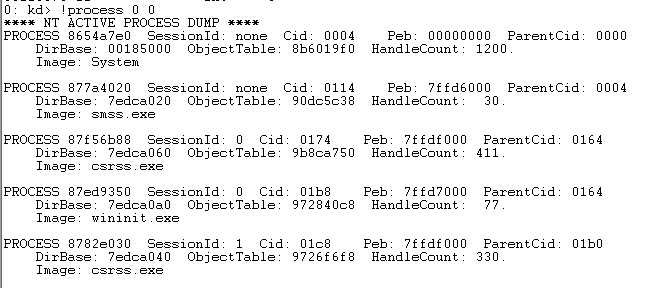 0: kd> !process 0 0
**** NT ACTIVE PROCESS DUMP ****
PROCESS 8654a7e0  SessionId: none  Cid: 0004    Peb: 00000000  ParentCid: 0000
    DirBase: 00185000  ObjectTable: 8b6019f0  HandleCount: 1200.
    Image: System
PROCESS 877a4020  SessionId: none  Cid: 0114    Peb: 7ffd6000  ParentCid: 0004
    DirBase: 7edca020  ObjectTable: 90dc5c38  HandleCount:  30.
    Image: smss.exe
PROCESS 87f56b88  SessionId: 0  Cid: 0174    Peb: 7ffdf000  ParentCid: 0164
    DirBase: 7edca060  ObjectTable: 9b8ca750  HandleCount: 411.
    Image: csrss.exe
PROCESS 87ed9350  SessionId: 0  Cid: 01b8    Peb: 7ffd7000  ParentCid: 0164
    DirBase: 7edca0a0  ObjectTable: 972840c8  HandleCount:  77.
    Image: wininit.exe
PROCESS 8782e030  SessionId: 1  Cid: 01c8    Peb: 7ffdf000  ParentCid: 01b0
    DirBase: 7edca040  ObjectTable: 9726f6f8  HandleCount: 330.
    Image: csrss.exe